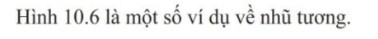 Hình 10.6 là một số ví dụ về nhũ tương.